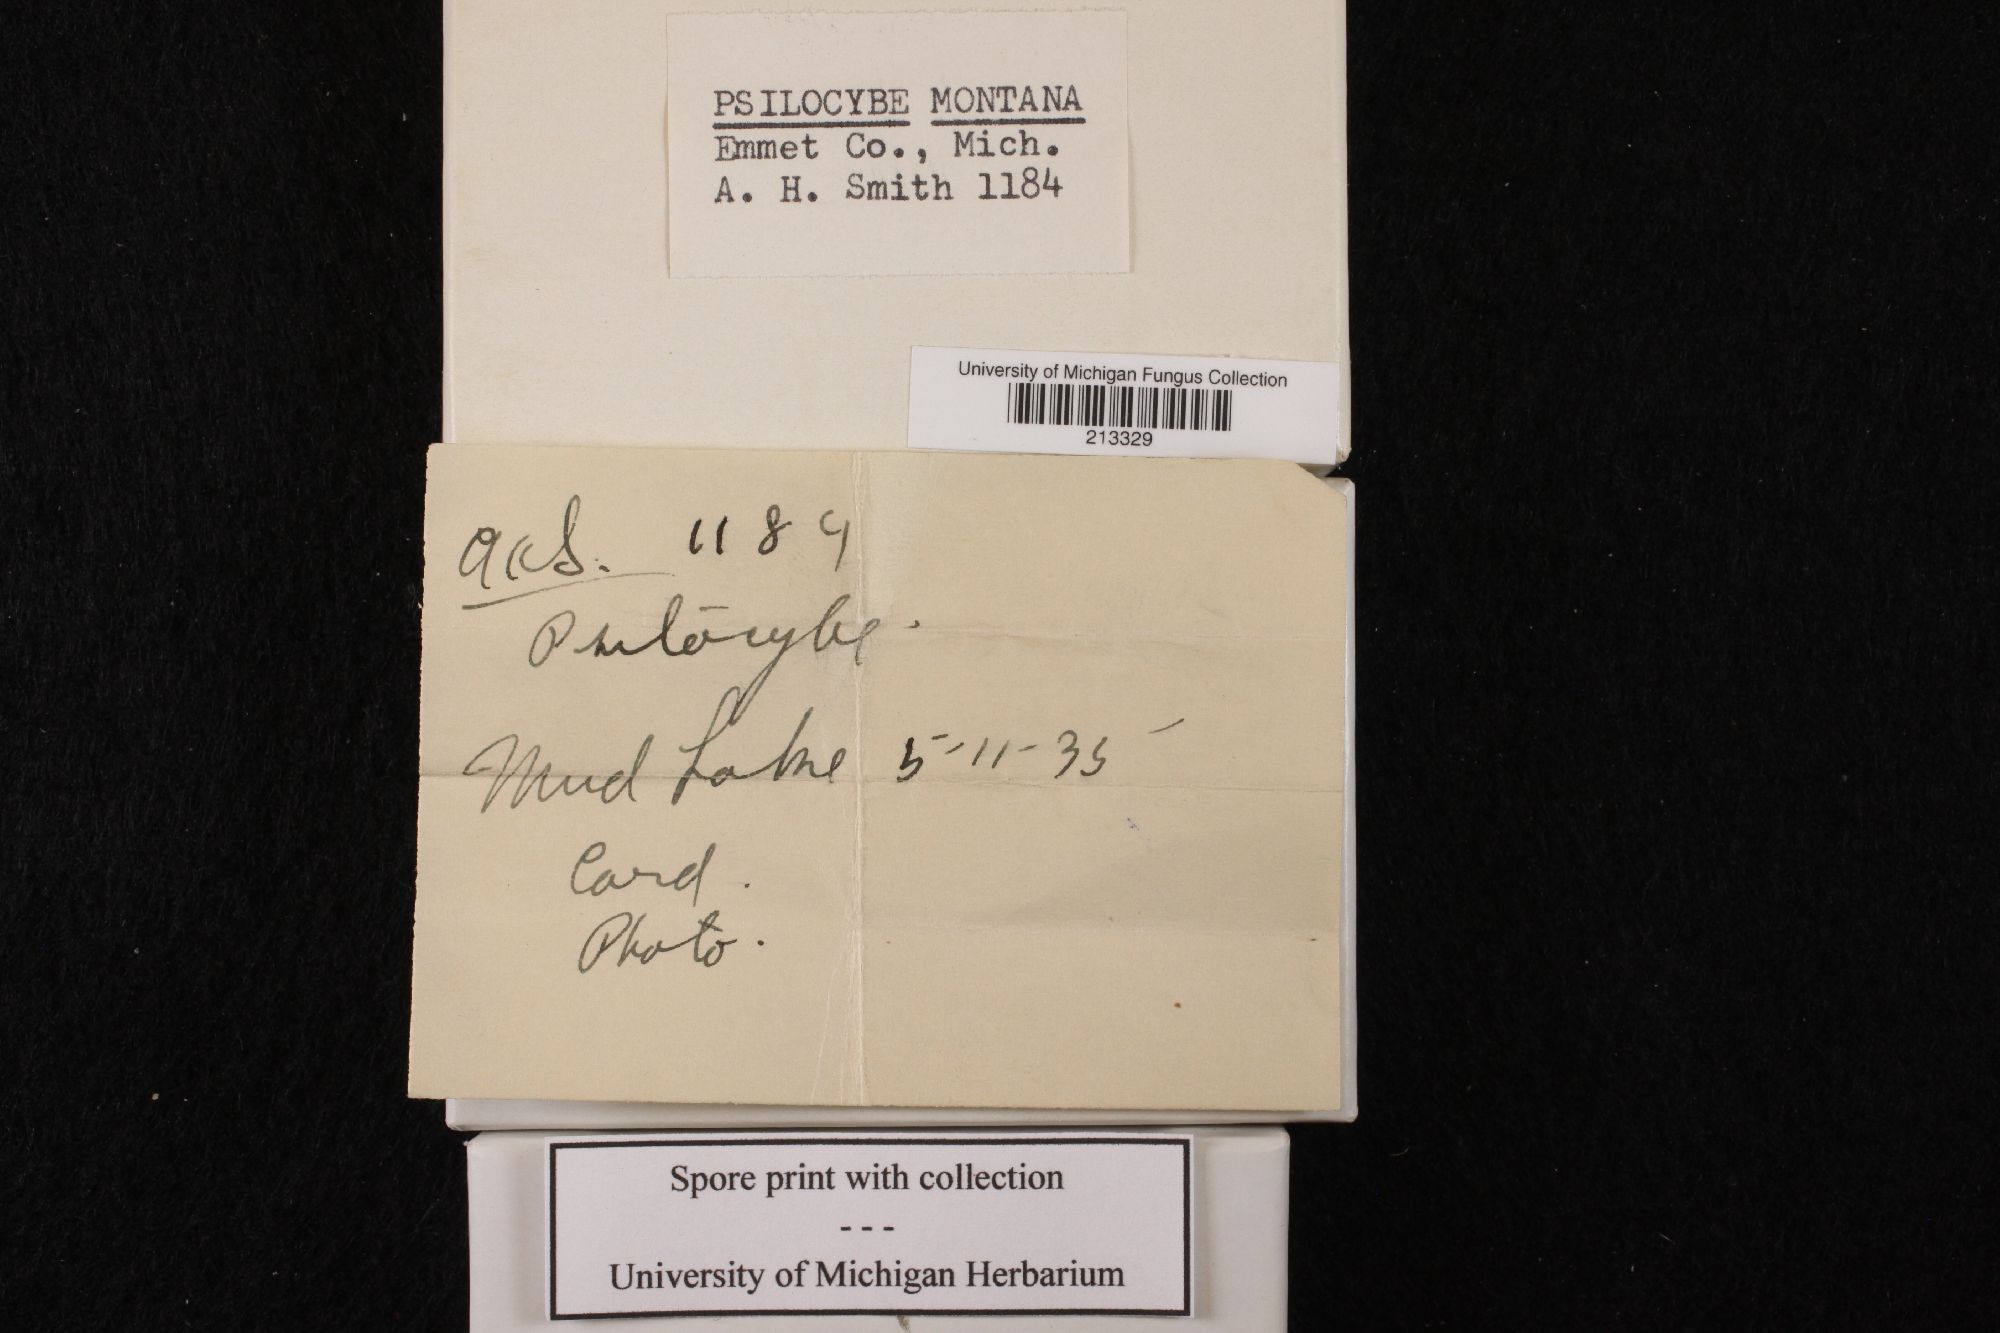 PSILOCYBE MONTANA
Emmet Co., Mich.
A. H. Smith 1184
University of Michigan Fungus Collection
213329
AHS. 1184
Psilocybe.
Mud Lake 5-11-35
Card.
Photo.
Spore print with collection
---
University of Michigan Herbarium